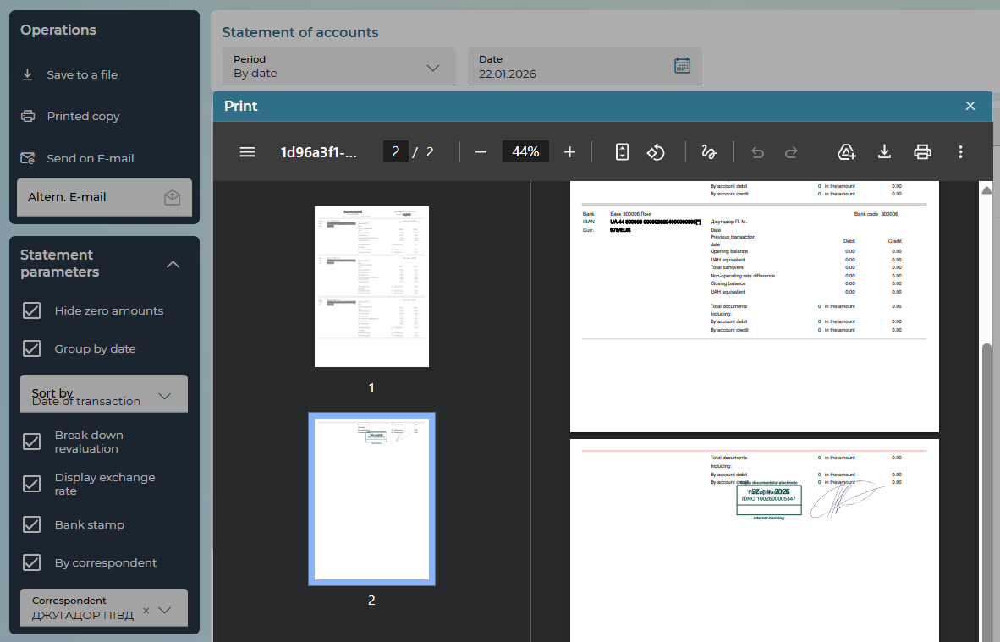 Operations
Save to a file
Printed copy
Send on E-mail
Altern. E-mail
Statement parameters
Hide zero amounts
Group by date
Sort by
Date of transaction
Break down revaluation
Display exchange rate
Bank stamp
By correspondent
Correspondent
ДЖУГАДОР ПІВД
Statement of accounts
Period
By date
Date
22.01.2026
Print
1d96a3f1-...
2 / 2
44%
1
2
By account debit 0 in the amount 0.00
By account credit 0 in the amount 0.00
Bank Банк 300006 Лонг Bank code 300006
IBAN Джугадор П. М.
Curr. 978/EUR Date
Previous transaction
date Debit Credit
Opening balance 0.00 0.00
UAH equivalent 0.00 0.00
Total turnovers 0.00 0.00
Non-operating rate difference 0.00 0.00
Closing balance 0.00 0.00
UAH equivalent 0.00 0.00
Total documents 0 in the amount 0.00
Including:
By account debit 0 in the amount 0.00
By account credit 0 in the amount 0.00
Total documents 0 in the amount 0.00
Including:
By account debit 0 in the amount 0.00
By account credit 0 in the amount 0.00
documentului electronic
2026
IDNO 1002600005347
internet-banking